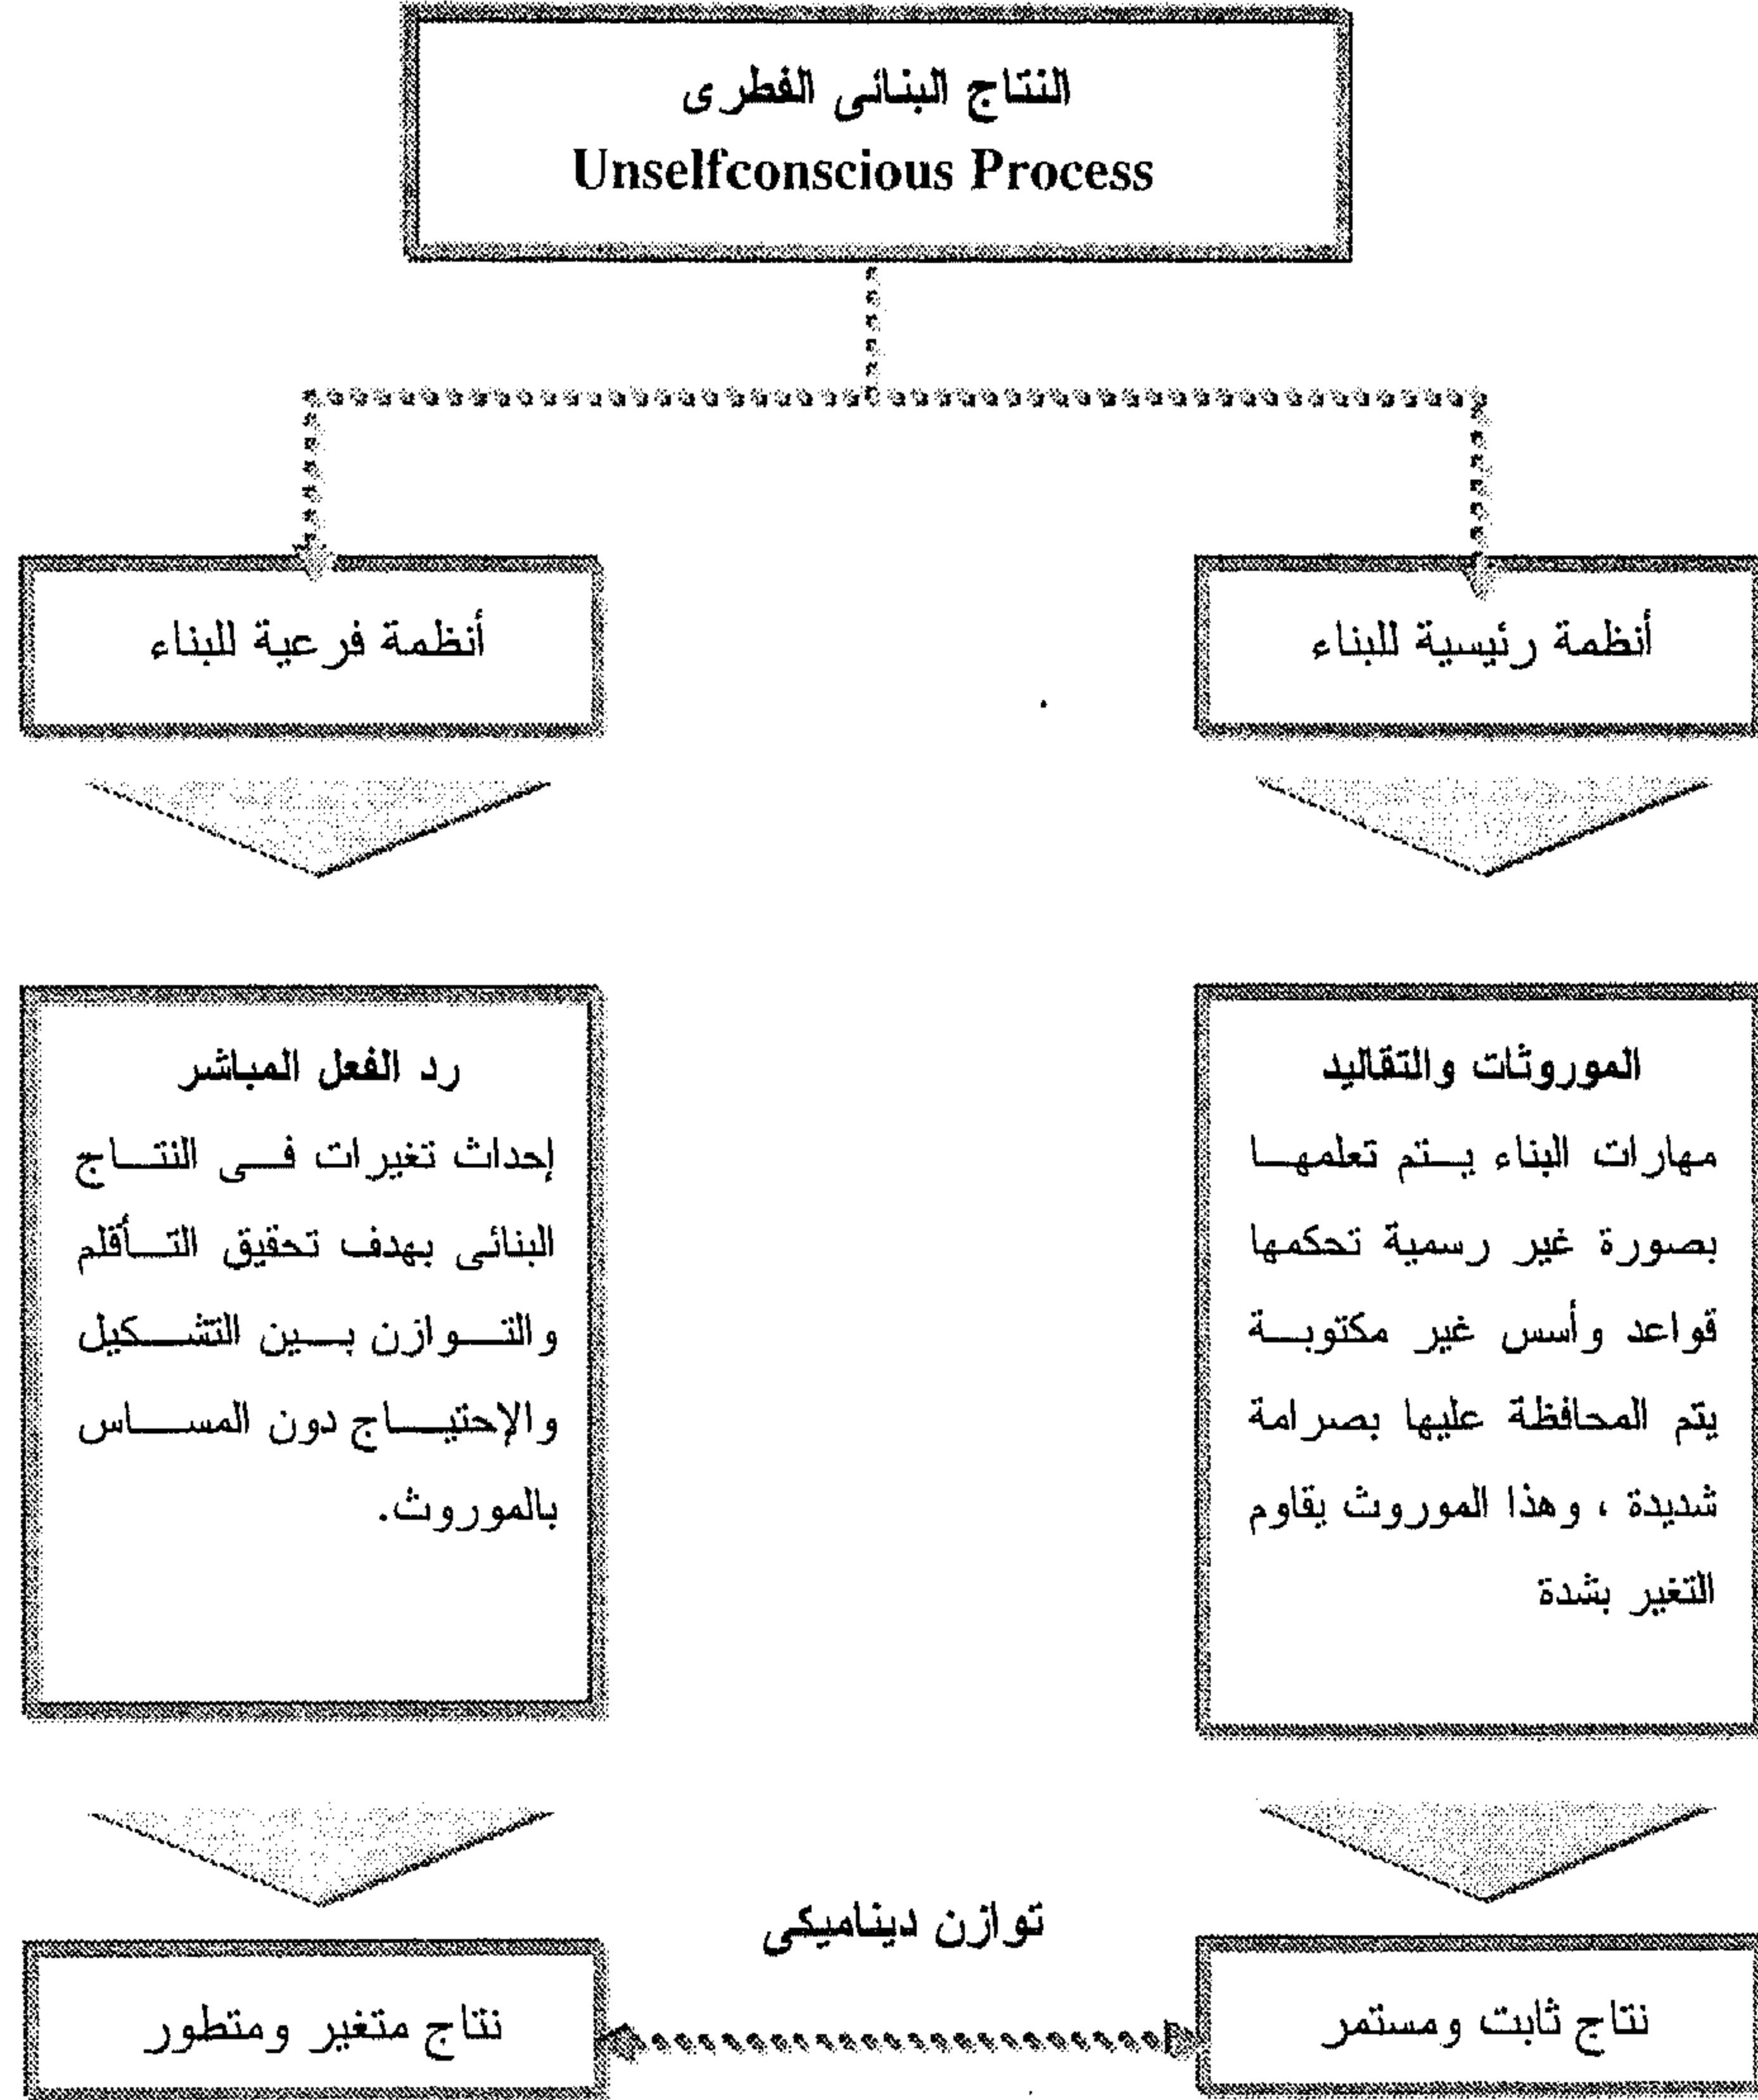 النتاج البنائى الفطرى
Unselfconscious Process
أنظمة رئيسية للبناء
أنظمة فرعية للبناء
الموروثات والتقاليد
مهارات البناء يتم تعلمها
بصورة غير رسمية تحكمها
قواعد وأسس غير مكتوبة
يتم المحافظة عليها بصرامة
شديدة ، وهذا الموروث يقاوم
التغير بشدة
رد الفعل المباشر
إحداث تغيرات فى النتاج
البنائى بهدف تحقيق التأقلم
والتوازن بين التشكيل
والإحتياج دون المساس
بالموروث.
توازن ديناميكى
نتاج ثابت ومستمر
نتاج متغير ومتطور